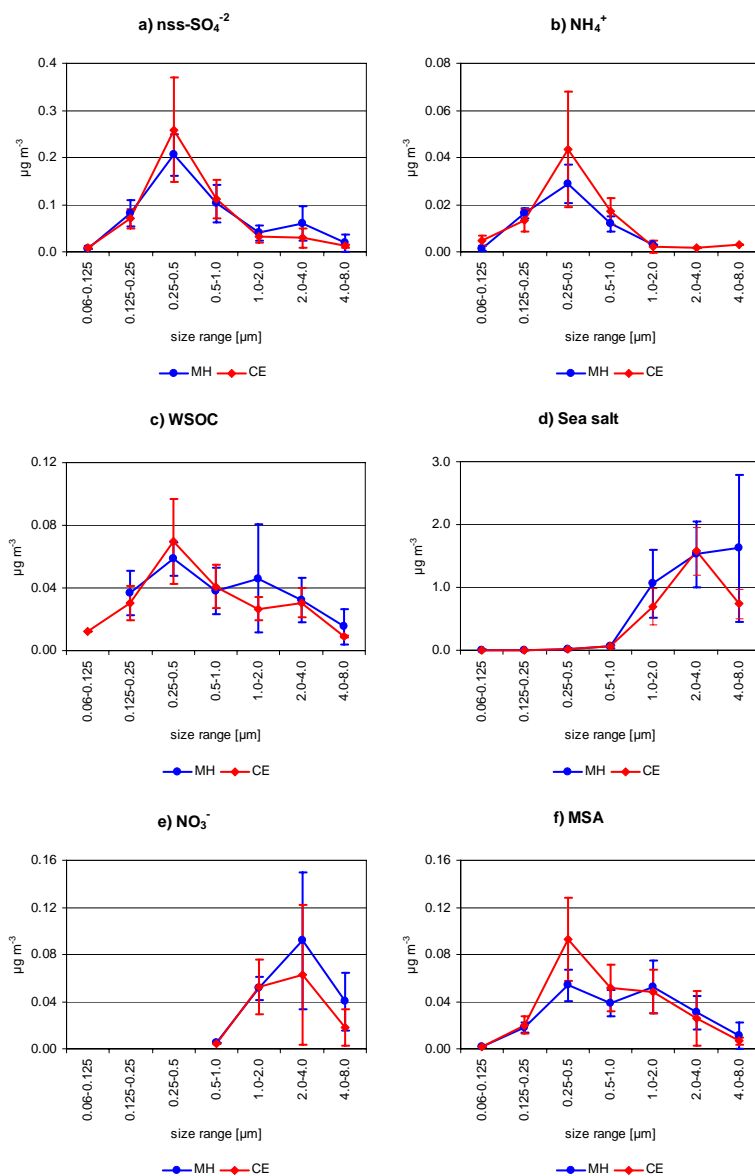 a) nss-SO₄⁻²
0.4
0.3
0.2
0.1
0.0
µg m⁻³
0.06-0.125
0.125-0.25
0.25-0.5
0.5-1.0
1.0-2.0
2.0-4.0
4.0-8.0
size range [µm]
MH CE
b) NH₄⁺
0.08
0.06
0.04
0.02
0.00
µg m⁻³
0.06-0.125
0.125-0.25
0.25-0.5
0.5-1.0
1.0-2.0
2.0-4.0
4.0-8.0
size range [µm]
MH CE
c) WSOC
0.12
0.08
0.04
0.00
µg m⁻³
0.06-0.125
0.125-0.25
0.25-0.5
0.5-1.0
1.0-2.0
2.0-4.0
4.0-8.0
size range [µm]
MH CE
d) Sea salt
3.0
2.0
1.0
0.0
µg m⁻³
0.06-0.125
0.125-0.25
0.25-0.5
0.5-1.0
1.0-2.0
2.0-4.0
4.0-8.0
size range [µm]
MH CE
e) NO₃⁻
0.16
0.12
0.08
0.04
0.00
µg m⁻³
0.06-0.125
0.125-0.25
0.25-0.5
0.5-1.0
1.0-2.0
2.0-4.0
4.0-8.0
size range [µm]
MH CE
f) MSA
0.16
0.12
0.08
0.04
0.00
µg m⁻³
0.06-0.125
0.125-0.25
0.25-0.5
0.5-1.0
1.0-2.0
2.0-4.0
4.0-8.0
size range [µm]
MH CE